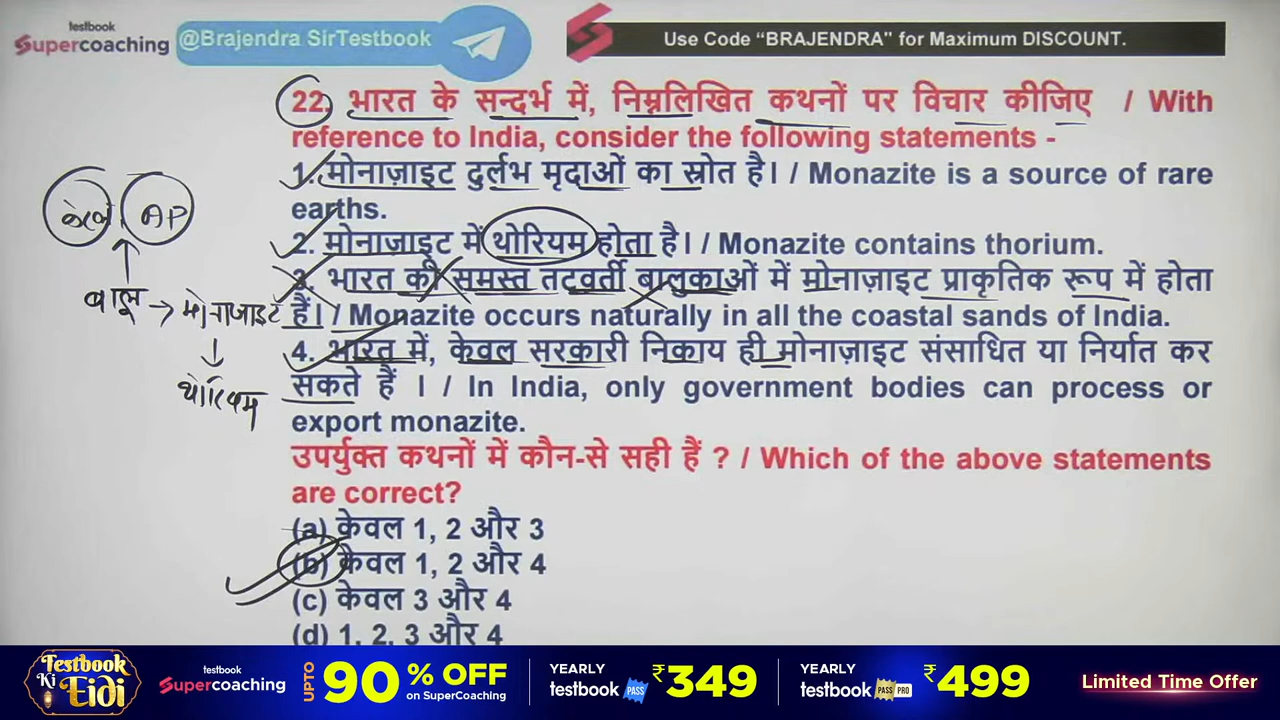 testbook
Supercoaching
@Brajendra SirTestbook
Use Code “BRAJENDRA" for Maximum DISCOUNT.
22. भारत के सन्दर्भ में, निम्नलिखित कथनों पर विचार कीजिए / With
reference to India, consider the following statements -
1. मोनाज़ाइट दुर्लभ मृदाओं का स्रोत है। / Monazite is a source of rare
earths.
2. मोनाज़ाइट में थोरियम होता है। / Monazite contains thorium.
3. भारत की समस्त तटवर्ती बालुकाओं में मोनाज़ाइट प्राकृतिक रूप में होता
हैं। / Monazite occurs naturally in all the coastal sands of India.
4. भारत में, केवल सरकारी निकाय ही मोनाज़ाइट संसाधित या निर्यात कर
सकते हैं । / In India, only government bodies can process or
export monazite.
उपर्युक्त कथनों में कौन-से सही हैं ? / Which of the above statements
are correct?
(a) केवल 1, 2 और 3
(b) केवल 1, 2 और 4
(c) केवल 3 और 4
(d) 1, 2, 3 और 4
AP
बालू → मोनाजाइट
थोरियम
Testbook Ki Eidi
testbook
Supercoaching
UPTO 90% OFF
on SuperCoaching
YEARLY
testbook PASS
₹349
YEARLY
testbook PASS PRO
₹499
Limited Time Offer